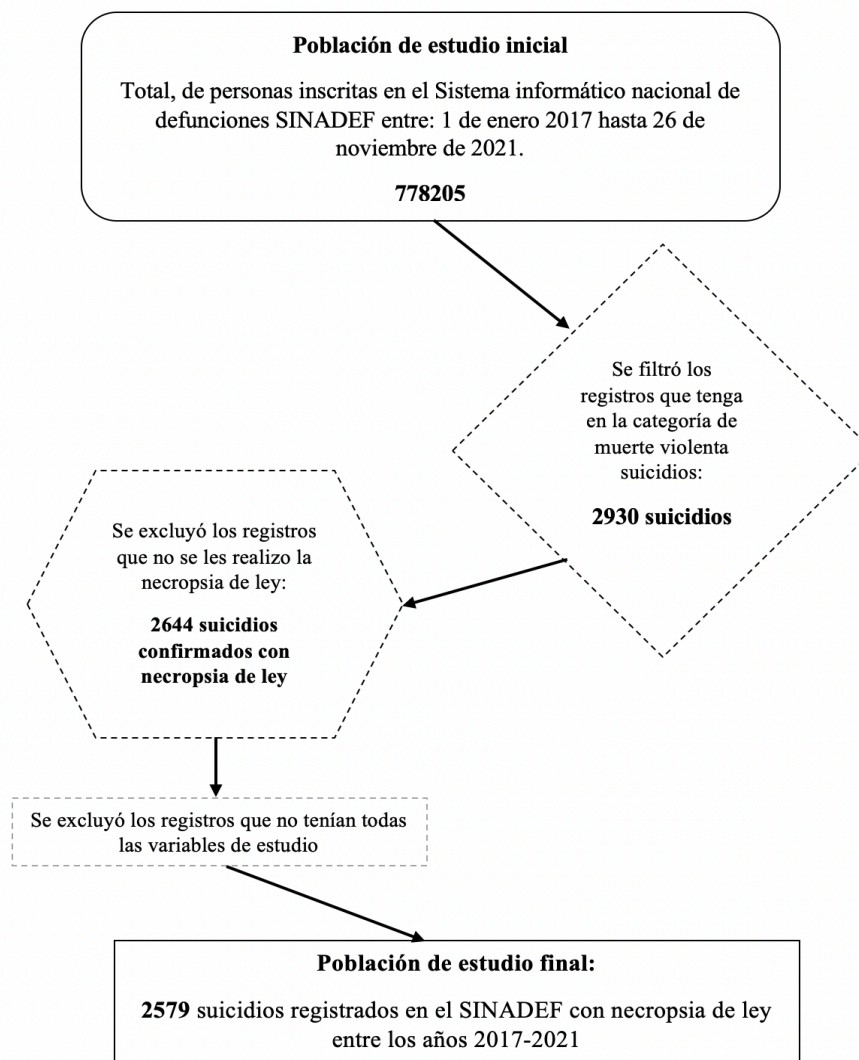 Población de estudio inicial
Total, de personas inscritas en el Sistema informático nacional de
defunciones SINADEF entre: 1 de enero 2017 hasta 26 de
noviembre de 2021.
778205
Se filtró los
registros que tenga
en la categoría de
muerte violenta
suicidios:
2930 suicidios
Se excluyó los registros
que no se les realizo la
necropsia de ley:
2644 suicidios
confirmados con
necropsia de ley
Se excluyó los registros que no tenían todas
las variables de estudio
Población de estudio final:
2579 suicidios registrados en el SINADEF con necropsia de ley
entre los años 2017-2021